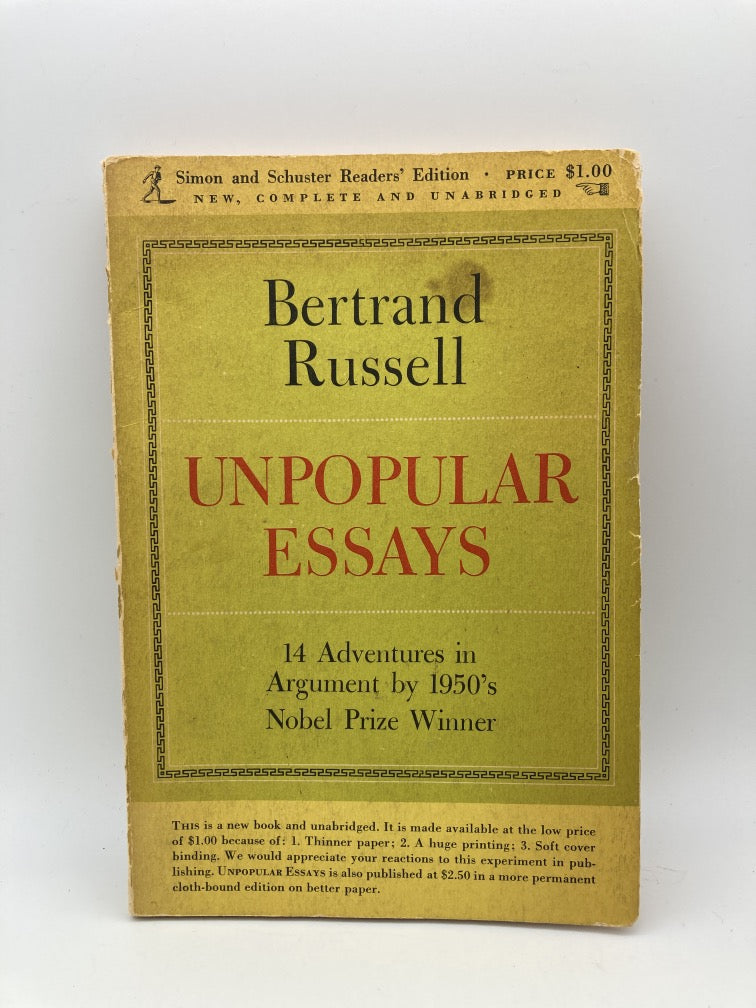 Simon and Schuster Readers' Edition · PRICE $1.00
NEW, COMPLETE AND UNABRIDGED
Bertrand
Russell
UNPOPULAR
ESSAYS
14 Adventures in
Argument by 1950's
Nobel Prize Winner
THIS is a new book and unabridged. It is made available at the low price
of $1.00 because of: 1. Thinner paper; 2. A huge printing; 3. Soft cover
binding. We would appreciate your reactions to this experiment in pub-
lishing. UNPOPULAR ESSAYS is also published at $2.50 in a more permanent
cloth-bound edition on better paper.